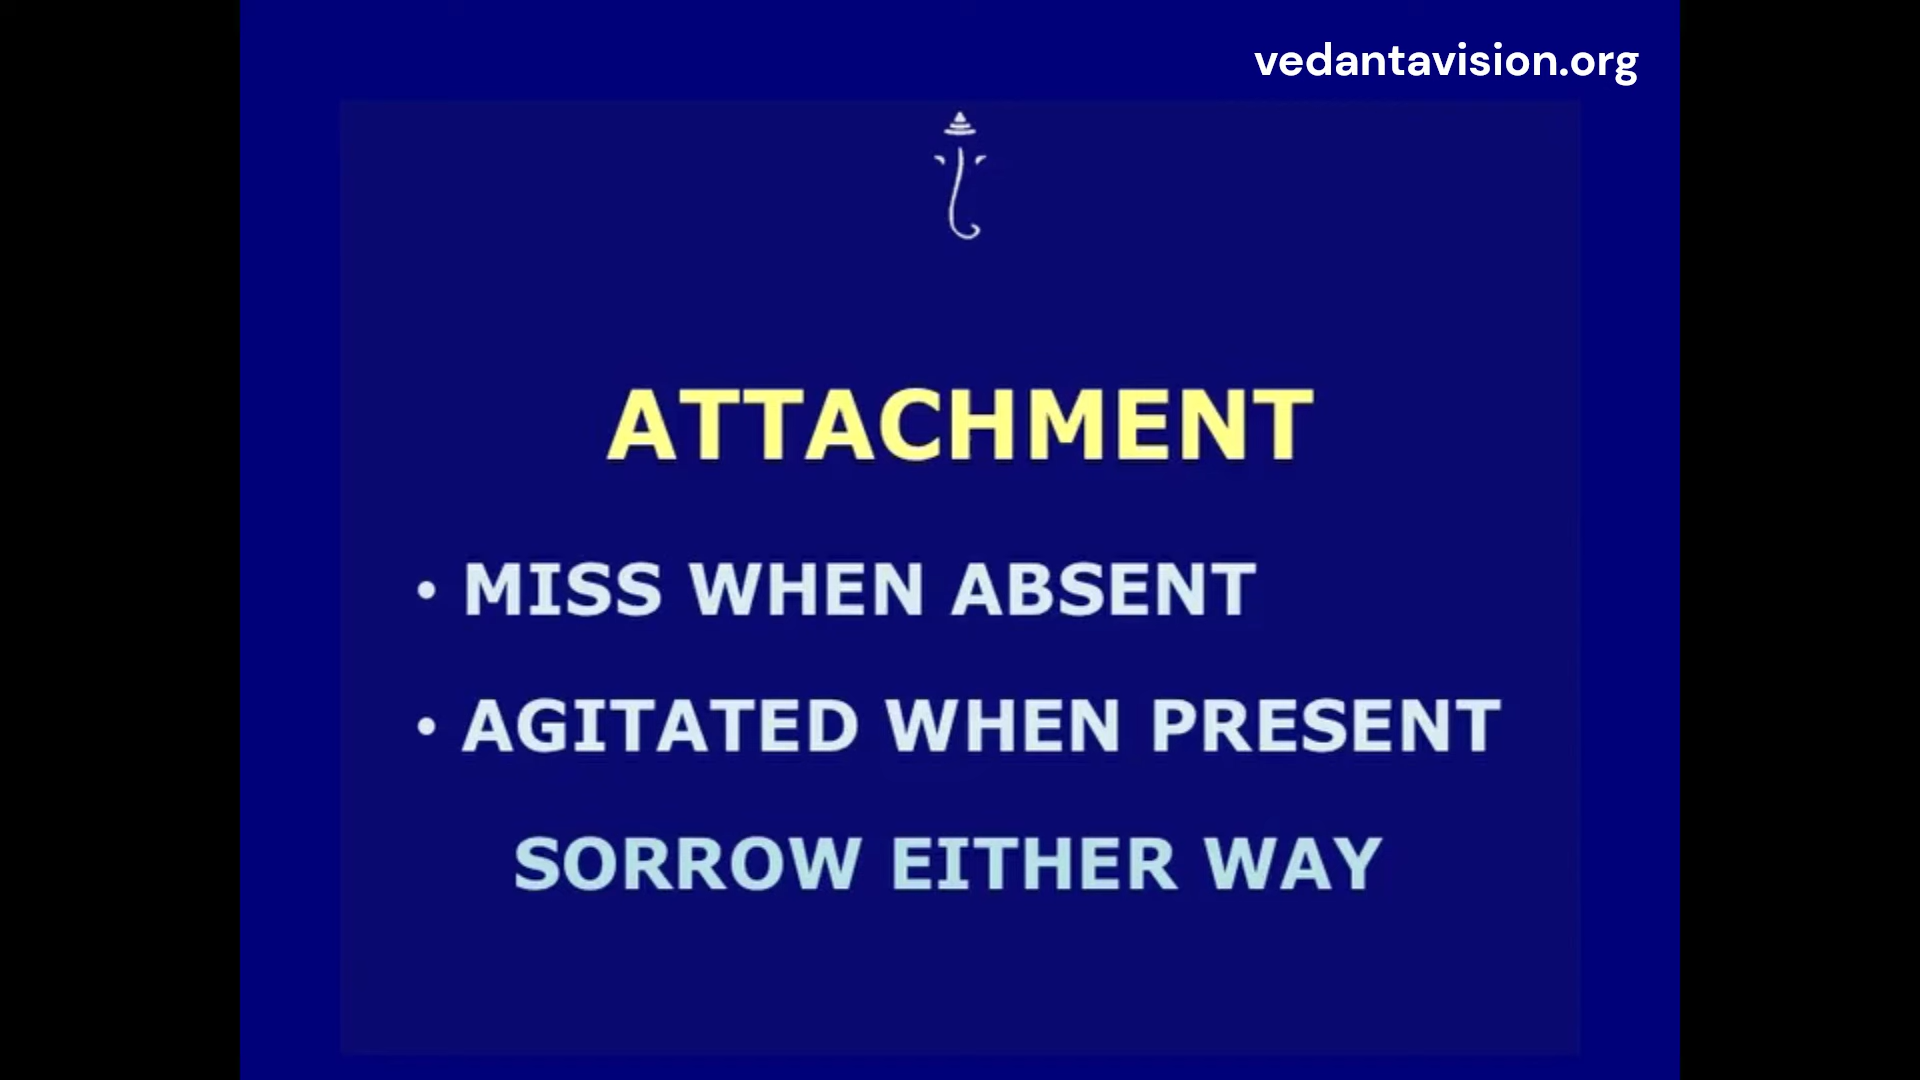 vedantavision.org
ATTACHMENT
• MISS WHEN ABSENT
• AGITATED WHEN PRESENT
SORROW EITHER WAY